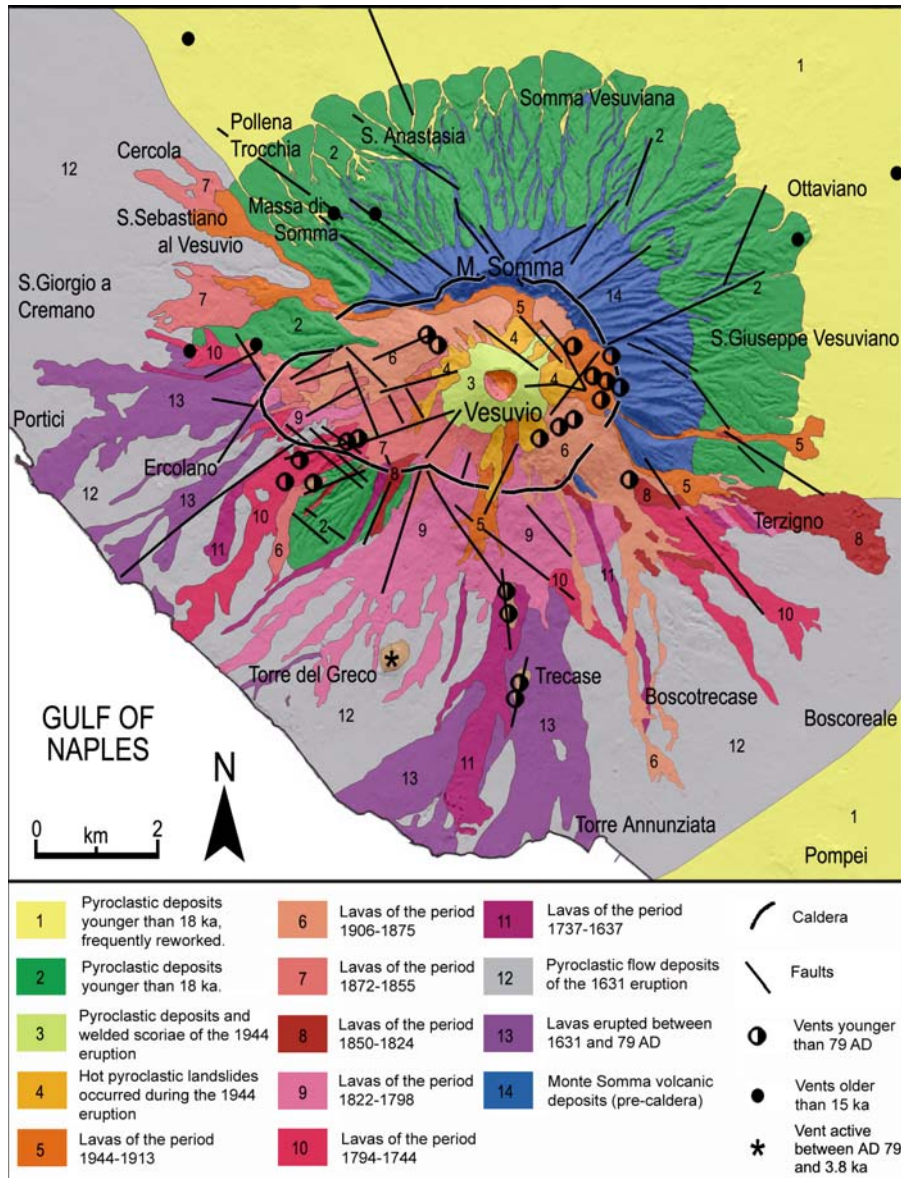 1
Somma Vesuviana
Pollena
Trocchia
S. Anastasia
2
2
12
Cercola
7
Ottaviano
S.Sebastiano
al Vesuvio
Massa di
Somma
M. Somma
14
S.Giorgio a
Cremano
7
2
5
2
S.Giuseppe Vesuviano
10
6
4
4
3
4
13
9
Vesuvio
Portici
7
6
5
Ercolano
8
8
5
12
13
2
9
5
9
Terzigno
8
11
10
6
10
11
10
Torre del Greco
Trecase
Boscotrecase
12
Boscoreale
GULF OF
NAPLES
13
12
N
13
11
6
0 2
km
Torre Annunziata
1
Pompei
1 Pyroclastic deposits
younger than 18 ka,
frequently reworked.
2 Pyroclastic deposits
younger than 18 ka.
3 Pyroclastic deposits and
welded scoriae of the 1944
eruption
4 Hot pyroclastic landslides
occurred during the 1944
eruption
5 Lavas of the period
1944-1913
6 Lavas of the period
1906-1875
7 Lavas of the period
1872-1855
8 Lavas of the period
1850-1824
9 Lavas of the period
1822-1798
10 Lavas of the period
1794-1744
11 Lavas of the period
1737-1637
12 Pyroclastic flow deposits
of the 1631 eruption
13 Lavas erupted between
1631 and 79 AD
14 Monte Somma volcanic
deposits (pre-caldera)
Caldera
Faults
Vents younger
than 79 AD
Vents older
than 15 ka
Vent active
between AD 79
and 3.8 ka